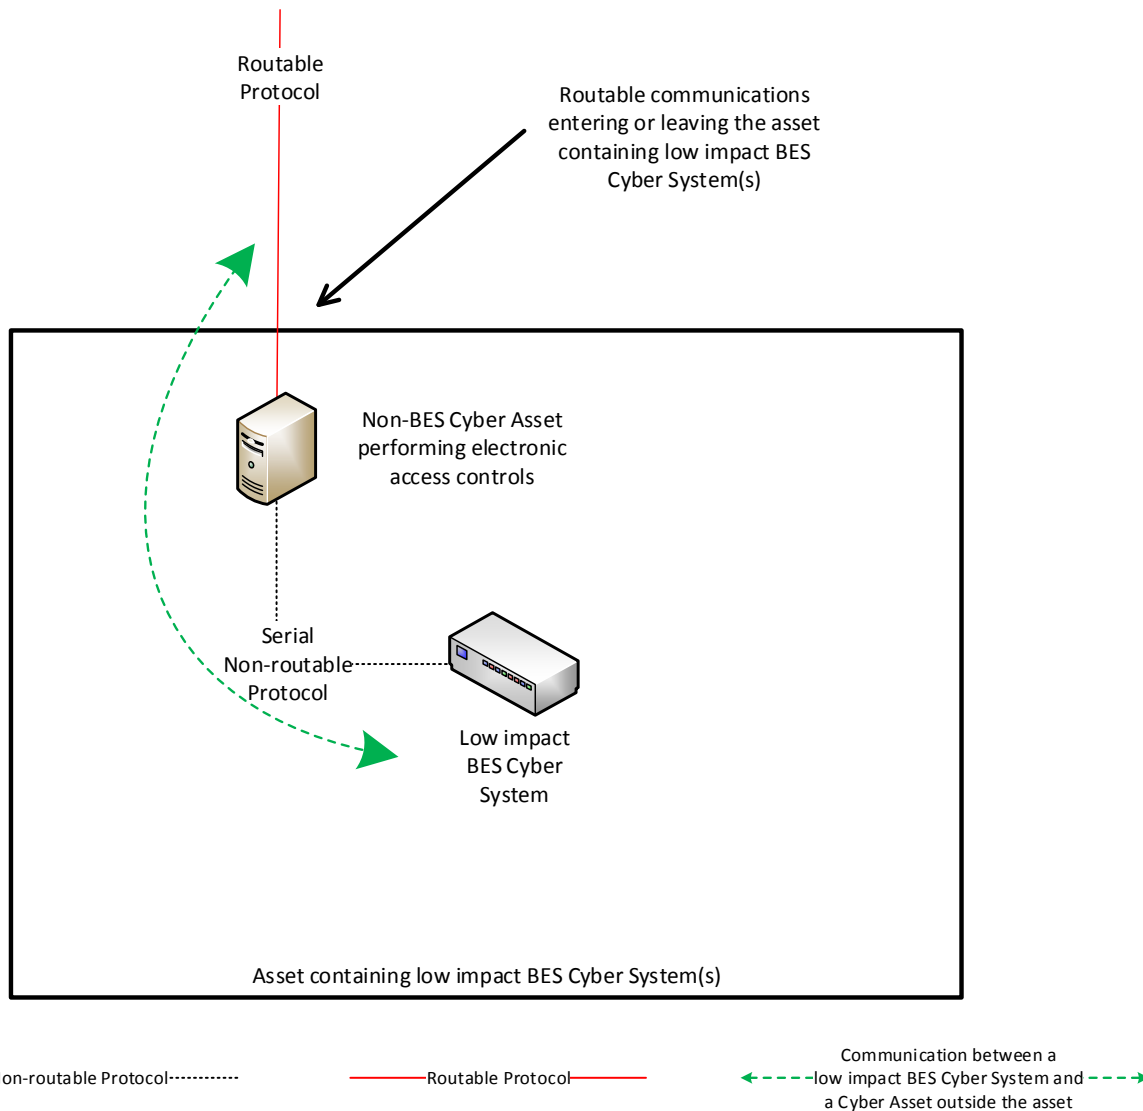 Routable
Protocol
Routable communications
entering or leaving the asset
containing low impact BES
Cyber System(s)
Non-BES Cyber Asset
performing electronic
access controls
Serial
Non-routable
Protocol
Low impact
BES Cyber
System
Asset containing low impact BES Cyber System(s)
on-routable Protocol
Routable Protocol
Communication between a
low impact BES Cyber System and
a Cyber Asset outside the asset